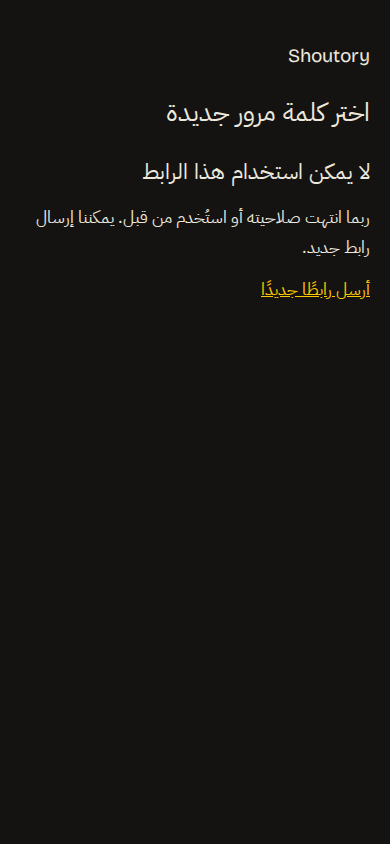 Shoutory
اختر كلمة مرور جديدة
لا يمكن استخدام هذا الرابط
ربما انتهت صلاحيته أو استُخدم من قبل. يمكننا إرسال
رابط جديد.
أرسل رابطًا جديدًا